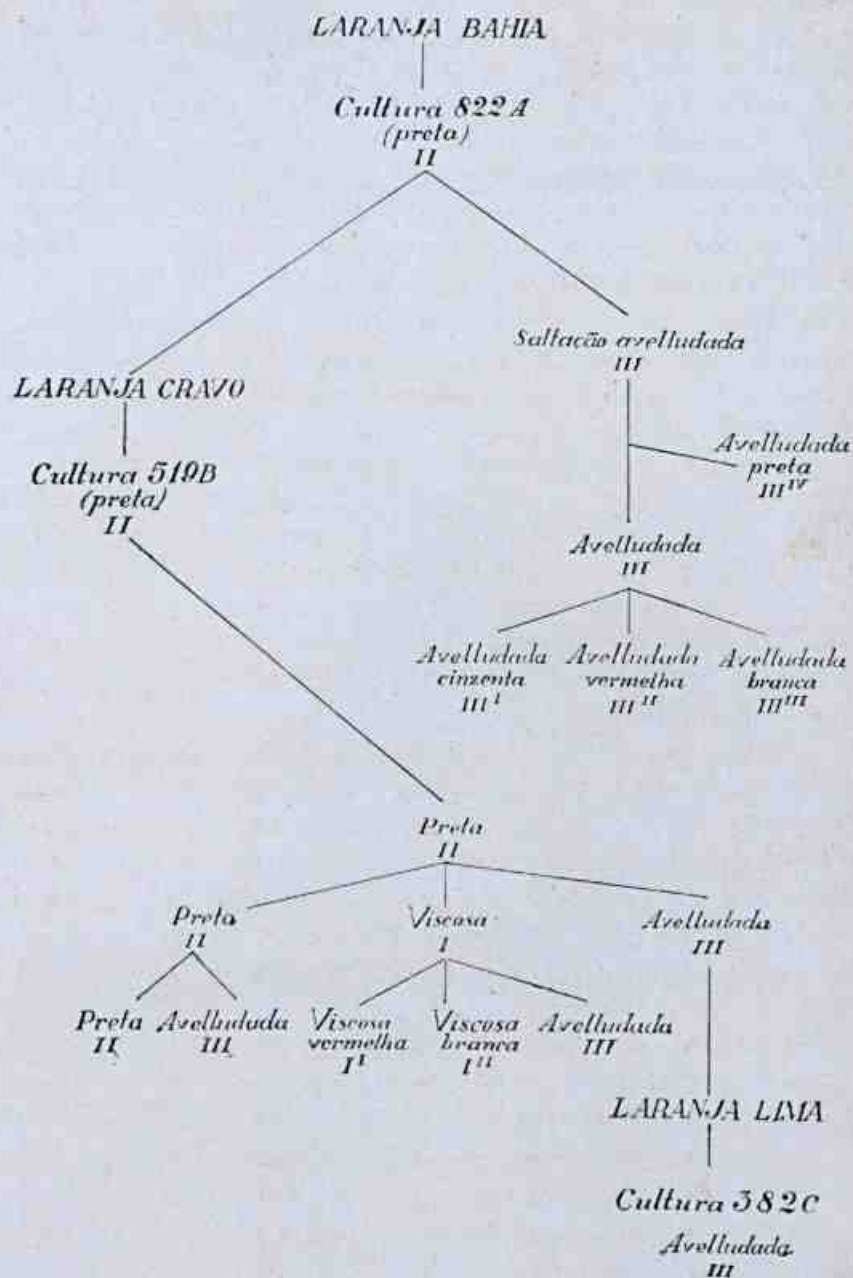 LARANJA BAHIA
Cultura 822A
(preta)
II
Saltação avelludada
III
LARANJA CRAVO
Avelludada
preta
III IV
Cultura 519B
(preta)
II
Avelludada
III
Avelludada
cinzenta
III I
Avelludada
vermelha
III II
Avelludada
branca
III III
Preta
II
Preta
II
Viscosa
I
Avelludada
III
Preta
II
Avelludada
III
Viscosa
vermelha
I I
Viscosa
branca
I II
Avelludada
III
LARANJA LIMA
Cultura 382C
Avelludada
III